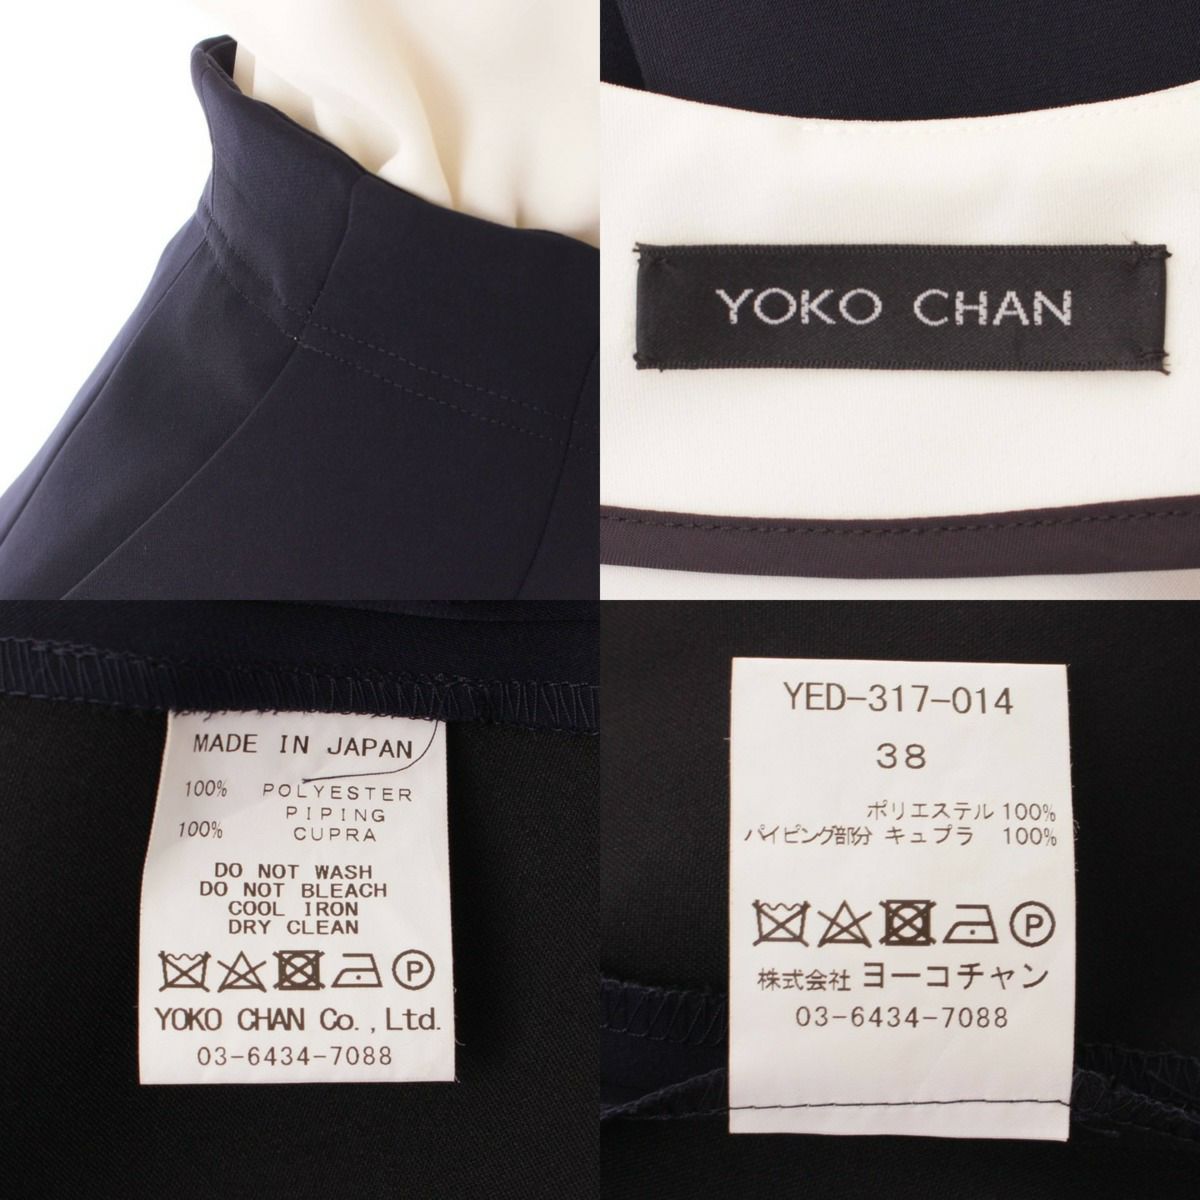 YOKO CHAN
MADE IN JAPAN
100% POLYESTER
PIPING
100% CUPRA
DO NOT WASH
DO NOT BLEACH
COOL IRON
DRY CLEAN
P
YOKO CHAN Co.,Ltd.
03-6434-7088
YED-317-014
38
ポリエステル 100%
パイピング部分 キュプラ 100%
P
株式会社 ヨーコチャン
03-6434-7088